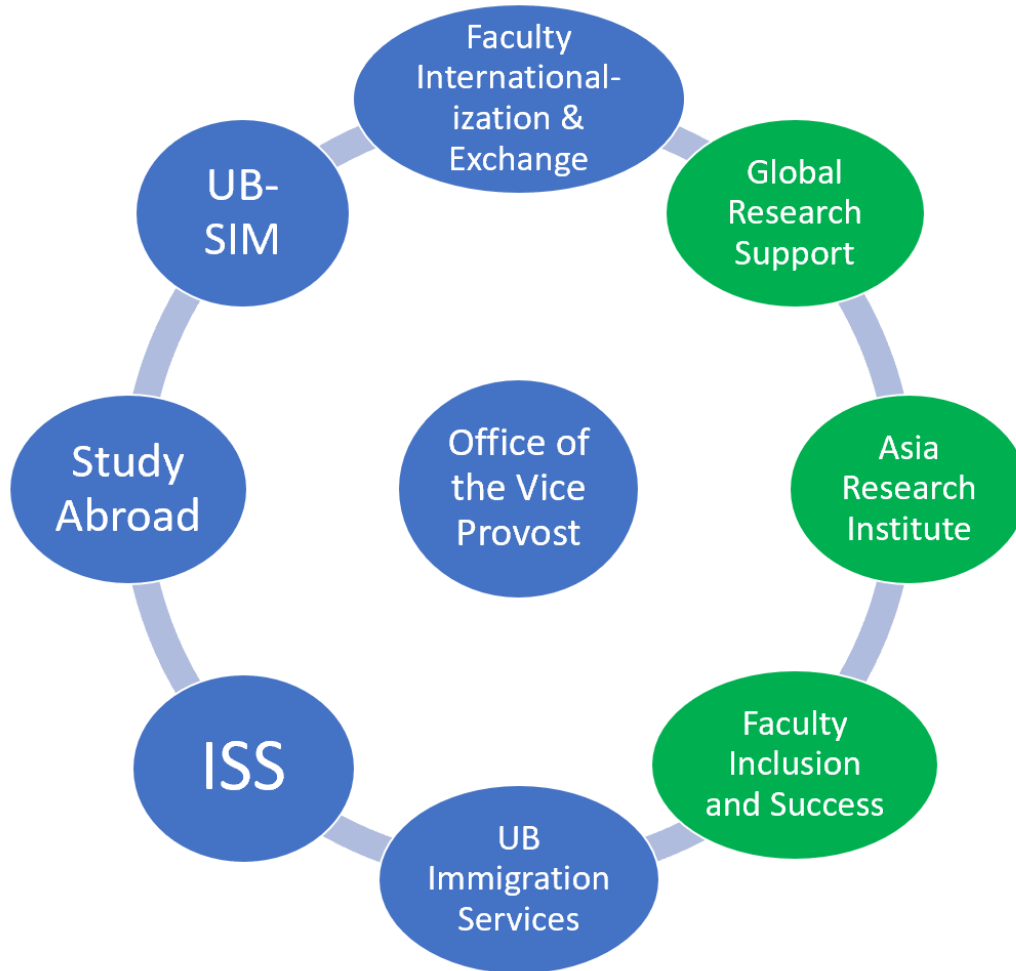 Faculty
International-
ization &
Exchange
Global
Research
Support
Asia
Research
Institute
Faculty
Inclusion
and Success
UB
Immigration
Services
ISS
Study
Abroad
UB-
SIM
Office of
the Vice
Provost